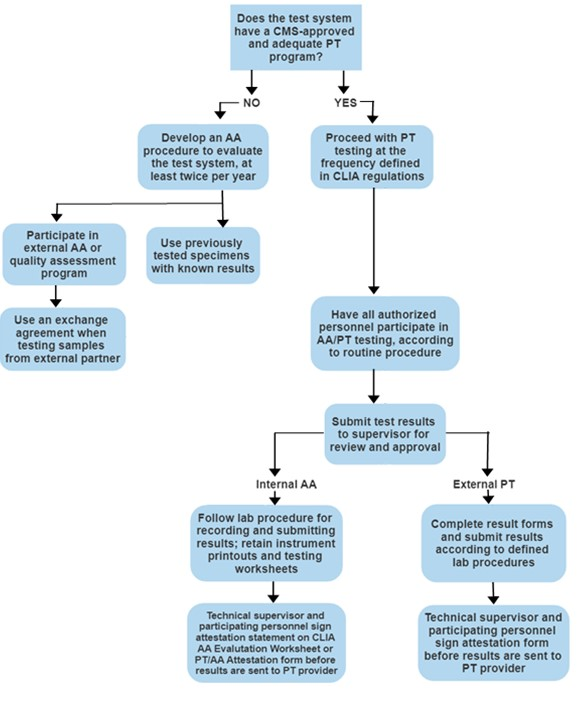 Does the test system
have a CMS-approved
and adequate PT
program?
NO
YES
Develop an AA
procedure to evaluate
the test system, at
least twice per year
Proceed with PT
testing at the
frequency defined
in CLIA regulations
Participate in
external AA or
quality assessment
program
Use previously
tested specimens
with known results
Use an exchange
agreement when
testing samples
from external partner
Have all authorized
personnel participate in
AA/PT testing, according
to routine procedure
Submit test results
to supervisor for
review and approval
Internal AA
External PT
Follow lab procedure for
recording and submitting
results; retain instrument
printouts and testing
worksheets
Complete result forms
and submit results
according to defined
lab procedures
Technical supervisor and
participating personnel sign
attestation statement on CLIA
AA Evalutation Worksheet or
PT/AA Attestation form before
results are sent to PT provider
Technical supervisor and
participating personnel
sign attestation form
before results are sent to
PT provider